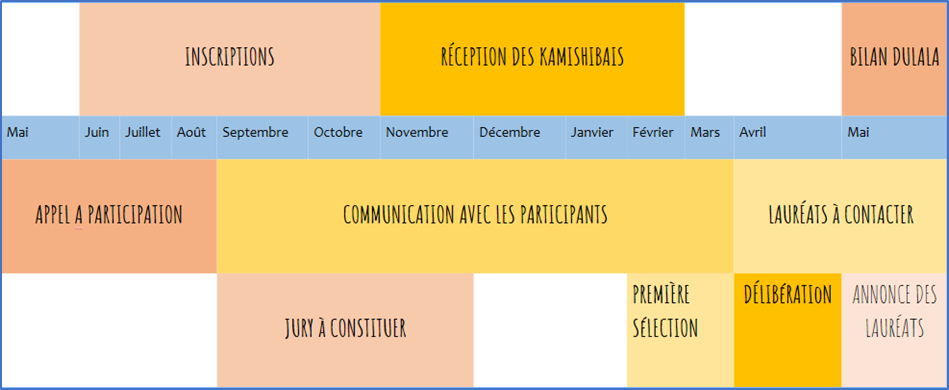 INSCRIPTIONS
RÉCEPTION DES KAMISHIBAIS
BILAN DULALA
Mai Juin Juillet Août Septembre Octobre Novembre Décembre Janvier Février Mars Avril Mai
APPEL A PARTICIPATION
COMMUNICATION AVEC LES PARTICIPANTS
LAURÉATS À CONTACTER
JURY À CONSTITUER
PREMIÈRE
SÉLECTION
DÉLIBÉRATION
ANNONCE DES
LAURÉATS